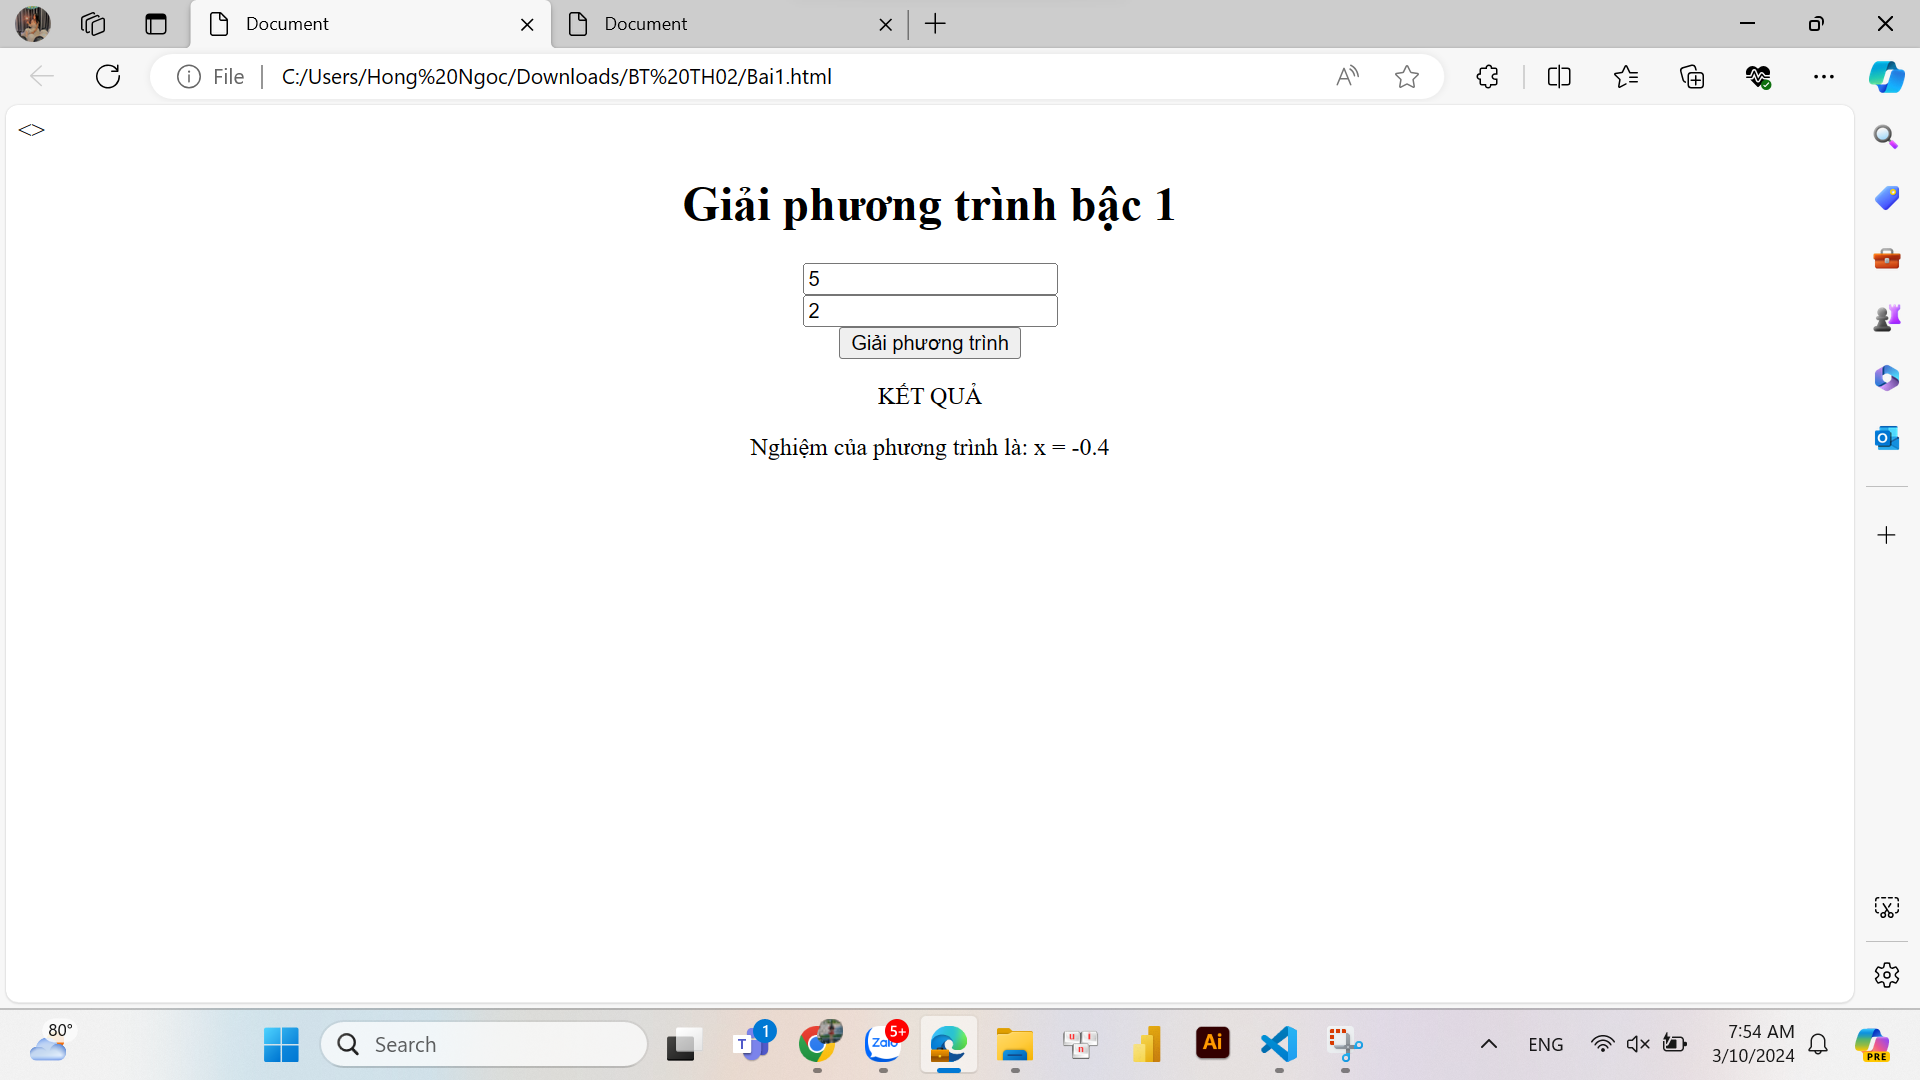 Document
Document
File
C:/Users/Hong%20Ngoc/Downloads/BT%20TH02/Bai1.html
<>
Giải phương trình bậc 1
5
2
Giải phương trình
KẾT QUẢ
Nghiệm của phương trình là: x = -0.4
80°
Search
T
1
Zalo
5+
u i n
Ai
ENG
7:54 AM
3/10/2024
PRE